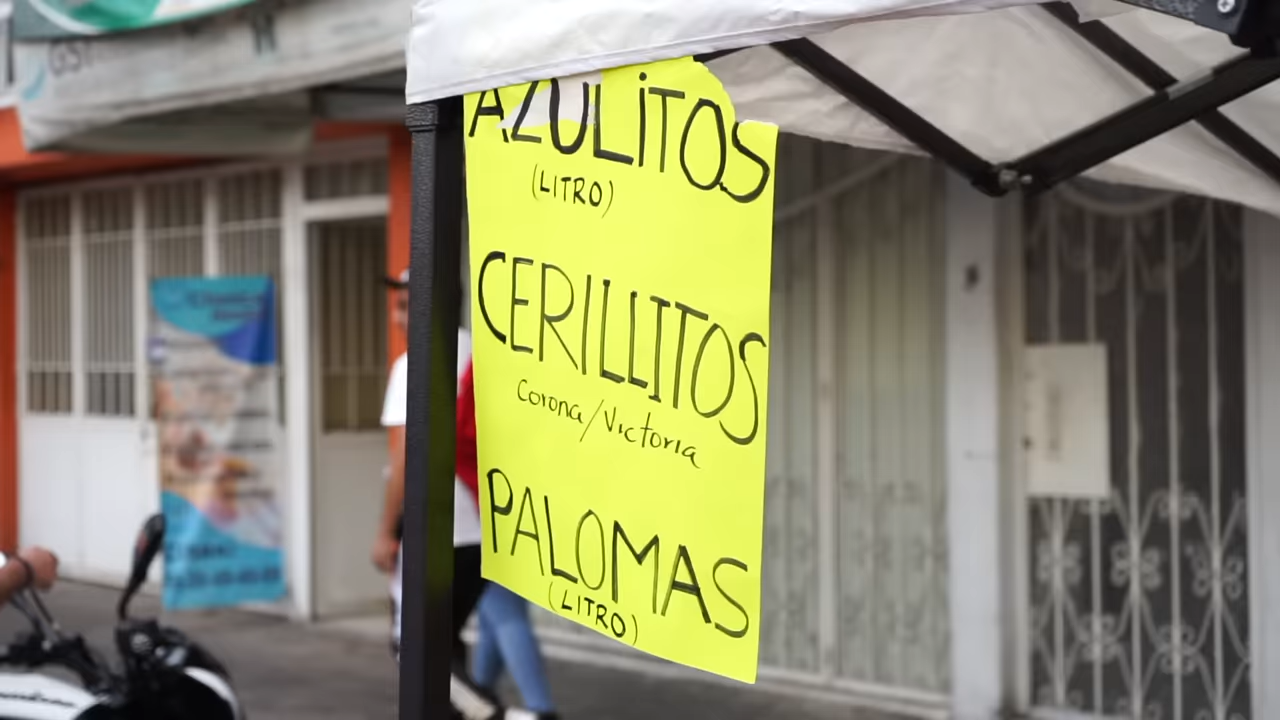 AZULiTOS
(LITRO)
CERILLITOS
Corona/Victoria
PALOMAS
(LITRO)